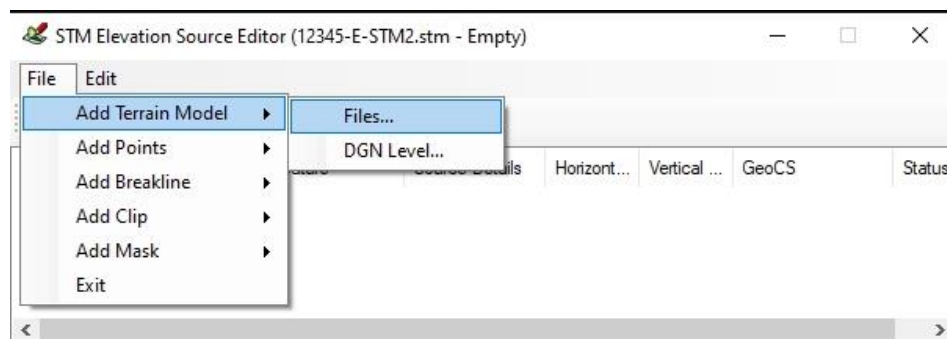 STM Elevation Source Editor (12345-E-STM2.stm - Empty)
File Edit
Add Terrain Model
Files...
Add Points
DGN Level...
Add Breakline
Source Details Horizont... Vertical ... GeoCS Status
Add Clip
Add Mask
Exit